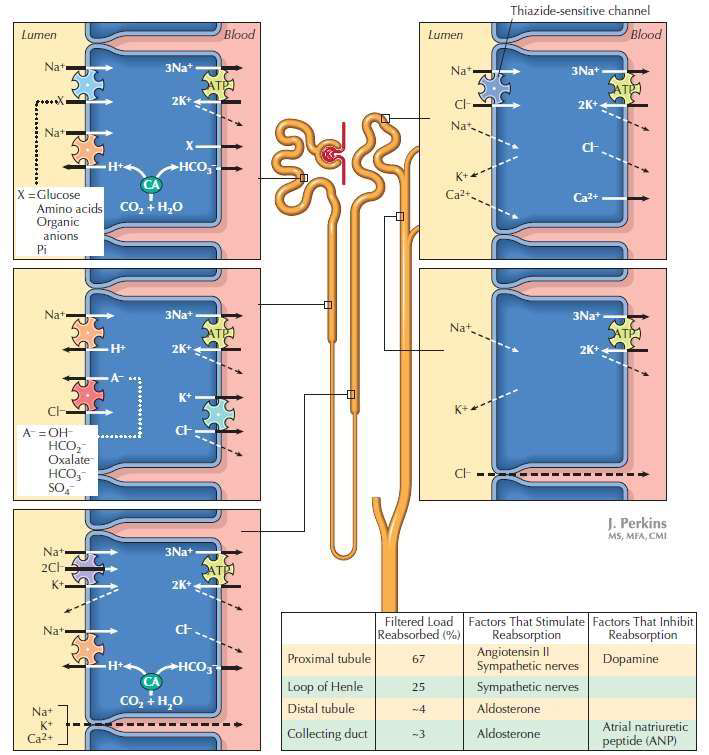 Thiazide-sensitive channel
Lumen
Blood
Na+
3Na+
ATP
X
2K+
Na+
X
H+
HCO3-
CA
CO2 + H2O
X = Glucose
Amino acids
Organic
anions
Pi
Na+
3Na+
ATP
H+
2K+
A-
K+
Cl-
Cl-
A- = OH-
HCO2-
Oxalate-
HCO3-
SO4-
Na+
3Na+
2Cl-
ATP
K+
2K+
Na+
Cl-
H+
HCO3-
CA
CO2 + H2O
Na+
K+
Ca2+
Lumen
Blood
Na+
3Na+
ATP
Cl-
2K+
Na+
Cl-
K+
Ca2+
Ca2+
3Na+
Na+
ATP
2K+
K+
Cl-
J. Perkins
MS, MFA, CMI
Filtered Load
Reabsorbed (%)
Factors That Stimulate
Reabsorption
Factors That Inhibit
Reabsorption
Proximal tubule
67
Angiotensin II
Sympathetic nerves
Dopamine
Loop of Henle
25
Sympathetic nerves
Distal tubule
~4
Aldosterone
Collecting duct
~3
Aldosterone
Atrial natriuretic
peptide (ANP)